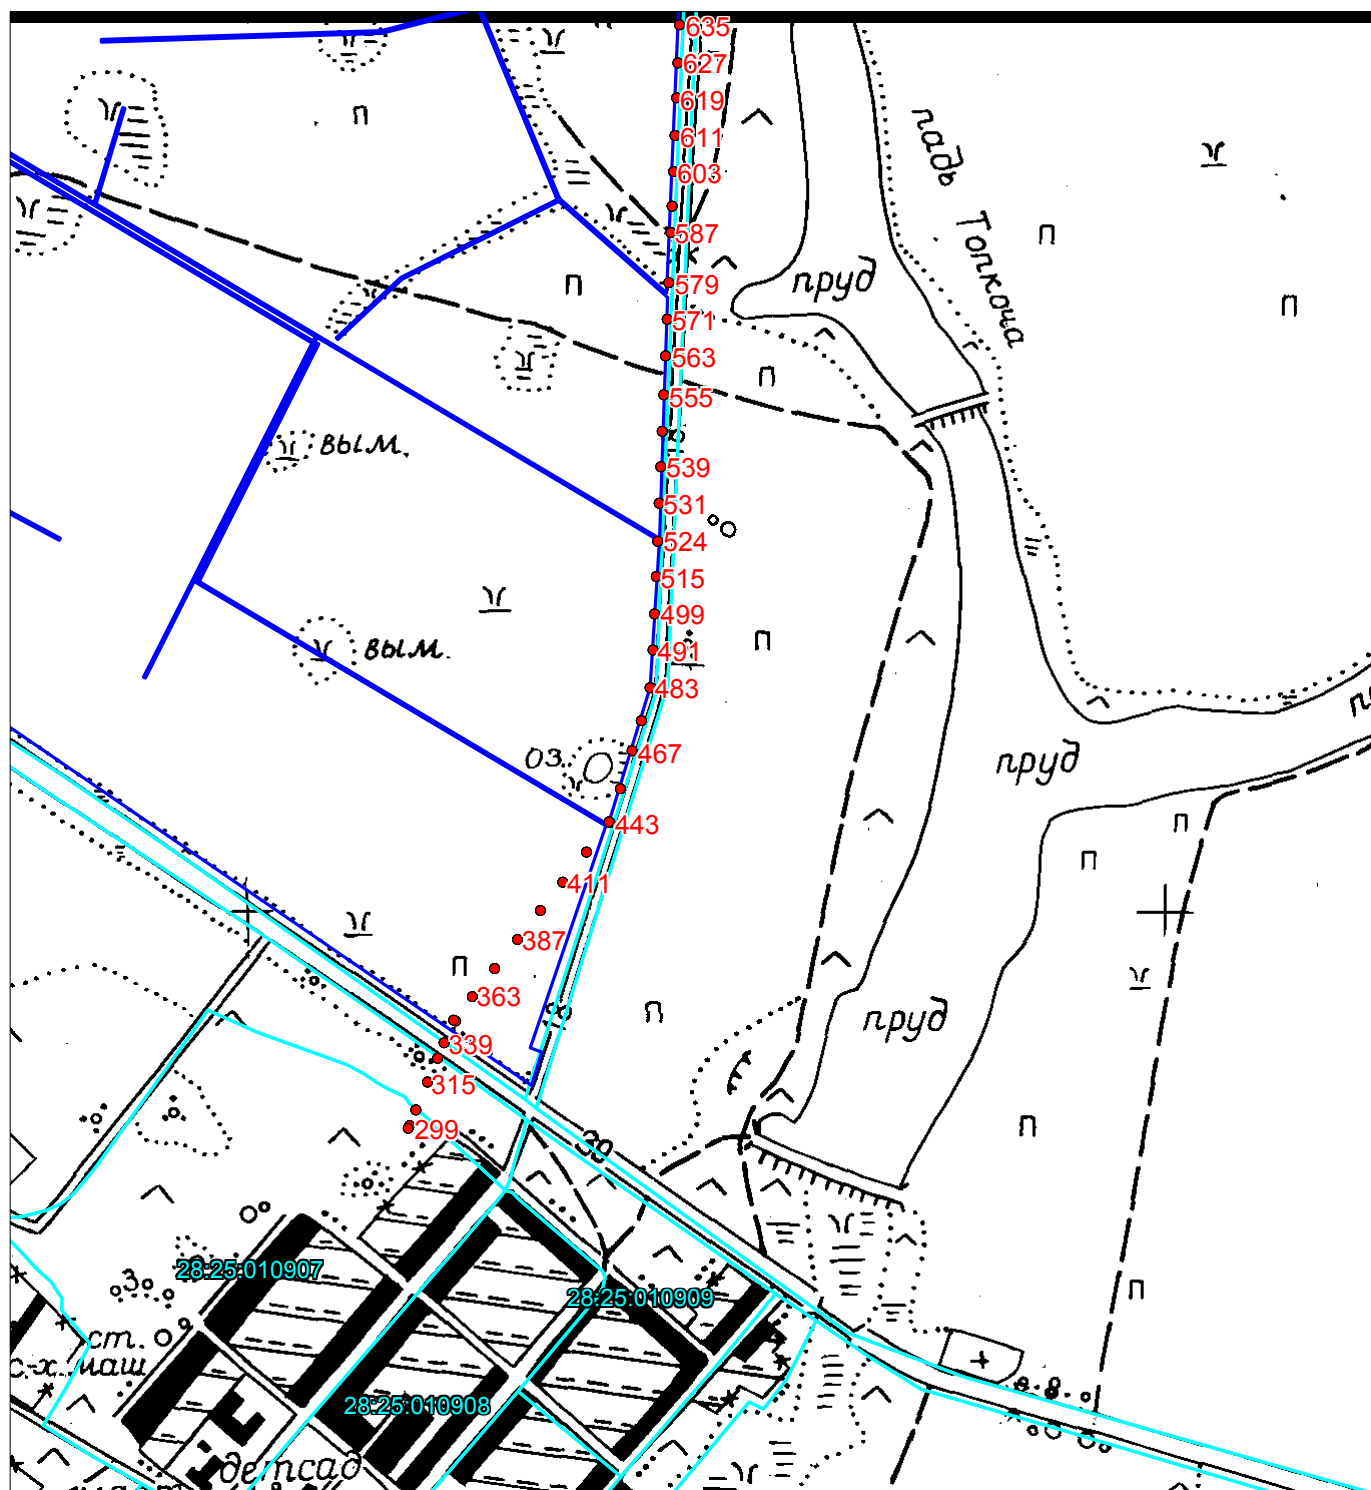 635
627
619
611
603
587
579
571
563
555
539
531
524
515
499
491
483
467
443
411
387
363
339
315
299
П
П
П
П
П
П
П
П
П
П
П
П
П
падь Топкоча
пруд
вым.
вым.
оз.
пруд
18
пруд
30
28:25:010907
28:25:010909
28:25:010908
З
ст.
с-х. маш
детсад